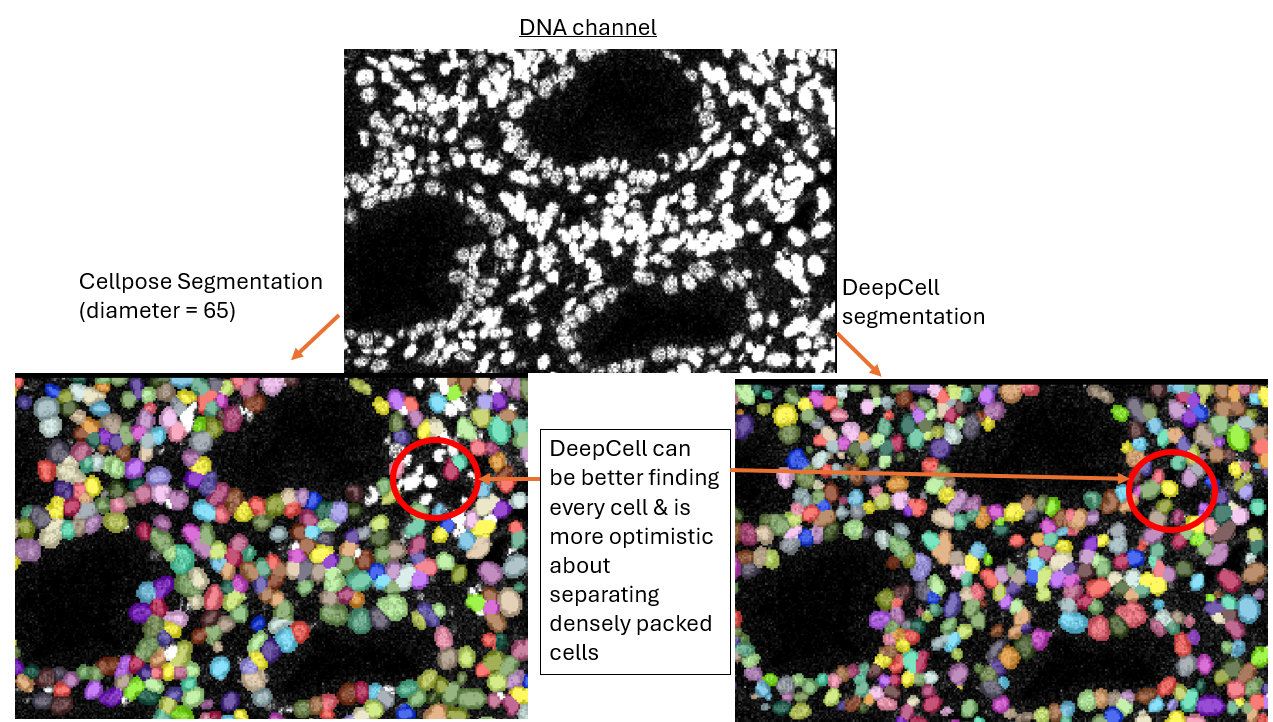 DNA channel
Cellpose Segmentation
(diameter = 65)
DeepCell
segmentation
DeepCell can
be better finding
every cell & is
more optimistic
about
separating
densely packed
cells